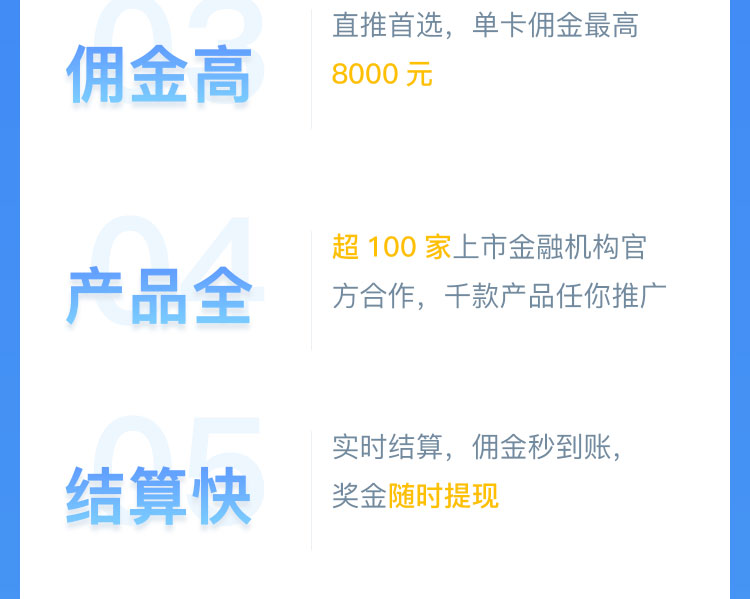 03
佣金高
直推首选，单卡佣金最高
8000 元
04
产品全
超 100 家上市金融机构官
方合作，千款产品任你推广
05
结算快
实时结算，佣金秒到账，
奖金随时提现